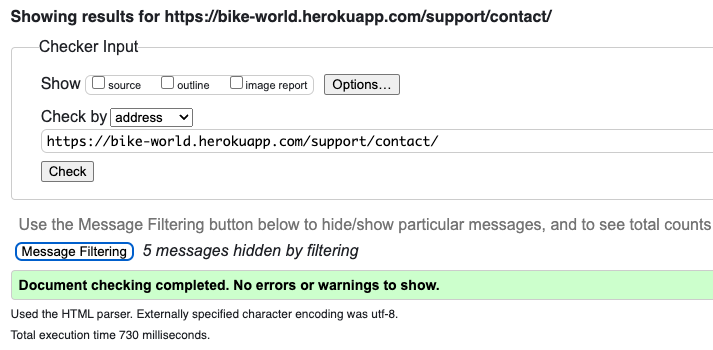 Showing results for https://bike-world.herokuapp.com/support/contact/
Checker Input
Show source outline image report Options...
Check by address
https://bike-world.herokuapp.com/support/contact/
Check
Use the Message Filtering button below to hide/show particular messages, and to see total counts
Message Filtering 5 messages hidden by filtering
Document checking completed. No errors or warnings to show.
Used the HTML parser. Externally specified character encoding was utf-8.
Total execution time 730 milliseconds.